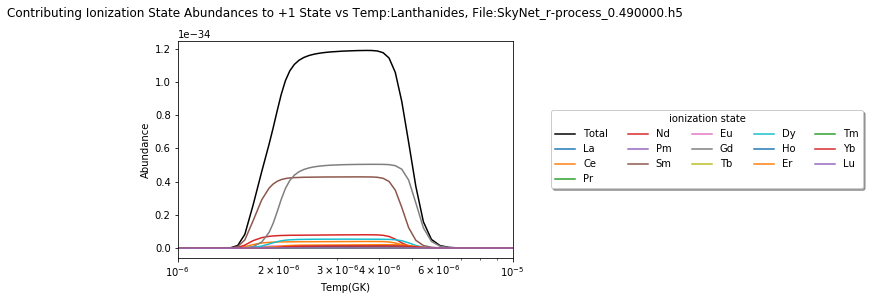 Contributing Ionization State Abundances to +1 State vs Temp:Lanthanides, File:SkyNet_r-process_0.490000.h5
1e−34
1.2
1.0
0.8
0.6
0.4
0.2
0.0
Abundance
10⁻⁶
2 × 10⁻⁶
3 × 10⁻⁶
4 × 10⁻⁶
6 × 10⁻⁶
10⁻⁵
Temp(GK)
ionization state
Total Nd Eu Dy Tm
La Pm Gd Ho Yb
Ce Sm Tb Er Lu
Pr